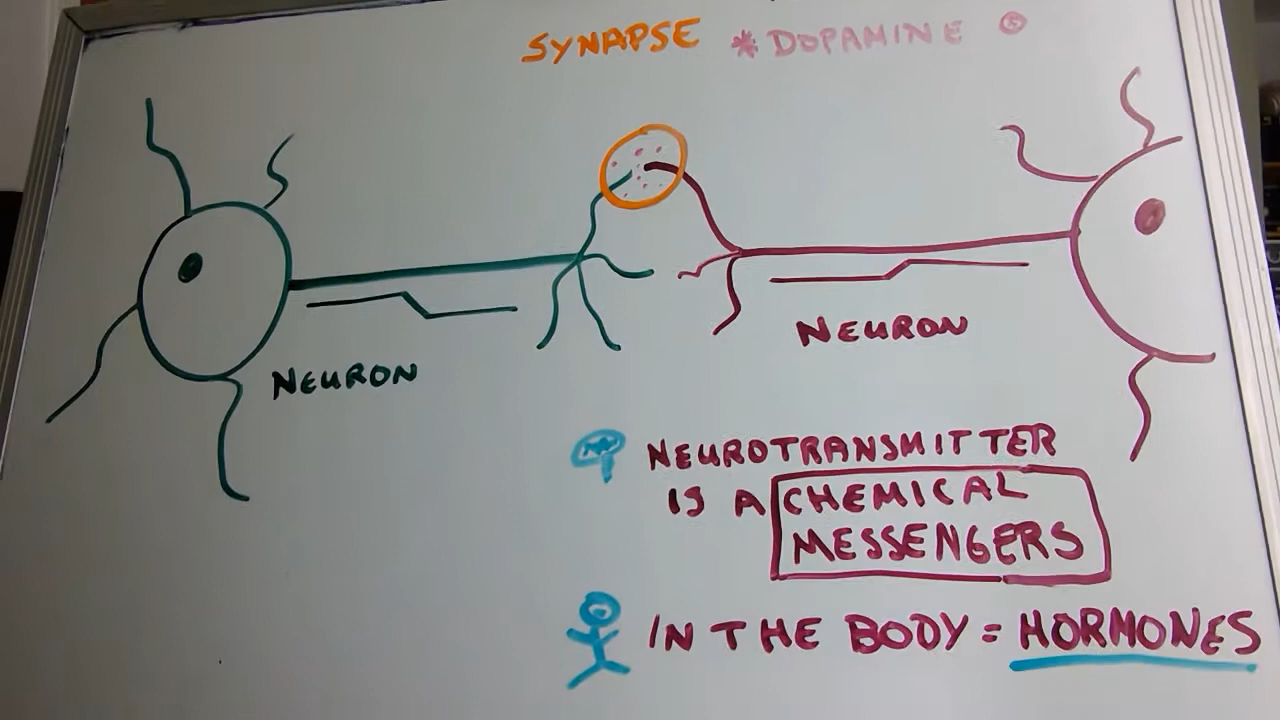 SYNAPSE * DOPAMINE
NEURON
NEURON
NEUROTRANSMITTER
IS A CHEMICAL
MESSENGERS
IN THE BODY = HORMONES